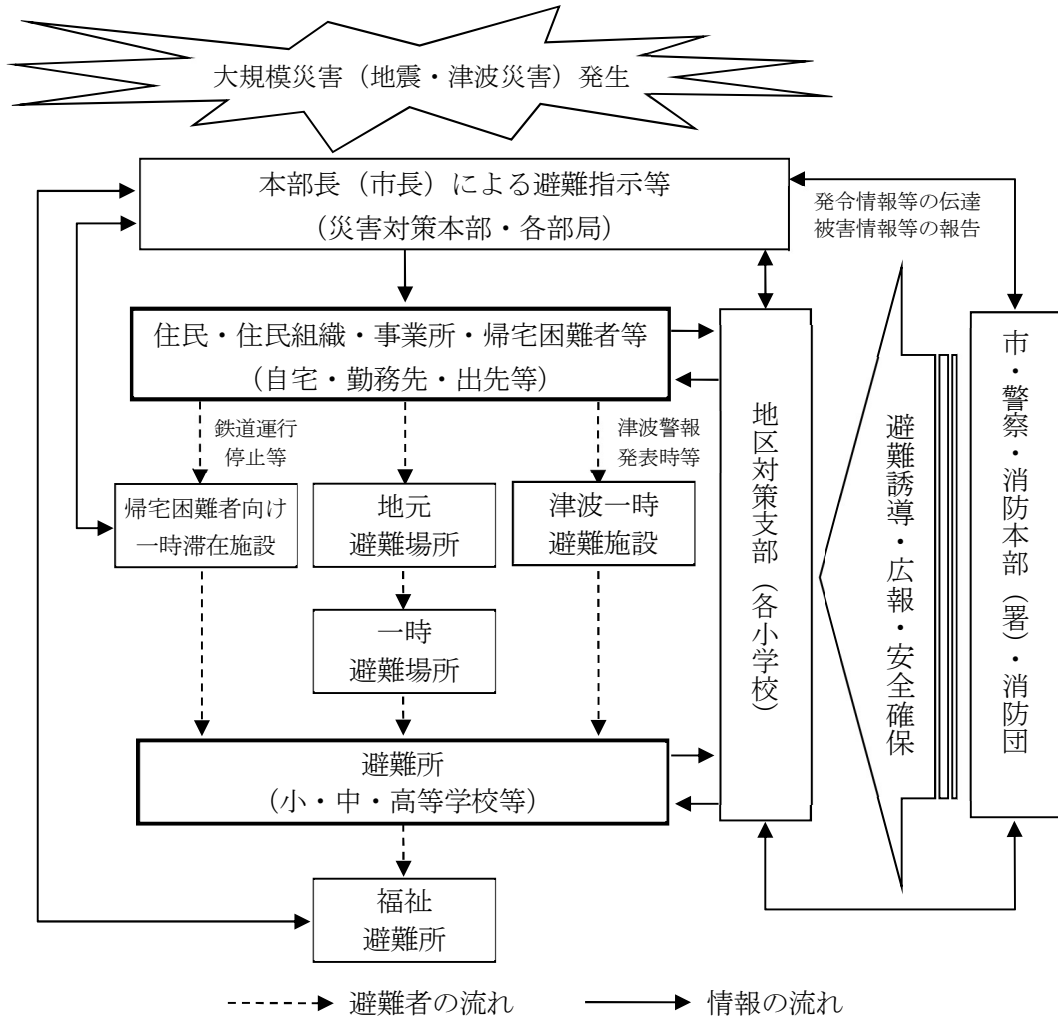 大規模災害（地震・津波災害）発生
本部長（市長）による避難指示等
（災害対策本部・各部局）
発令情報等の伝達
被害情報等の報告
住民・住民組織・事業所・帰宅困難者等
（自宅・勤務先・出先等）
鉄道運行
停止等
津波警報
発表時等
帰宅困難者向け
一時滞在施設
地元
避難場所
津波一時
避難施設
一時
避難場所
避難所
（小・中・高等学校等）
福祉
避難所
地区対策支部（各小学校）
避難誘導・広報・安全確保
市・警察・消防本部（署）・消防団
避難者の流れ
情報の流れ